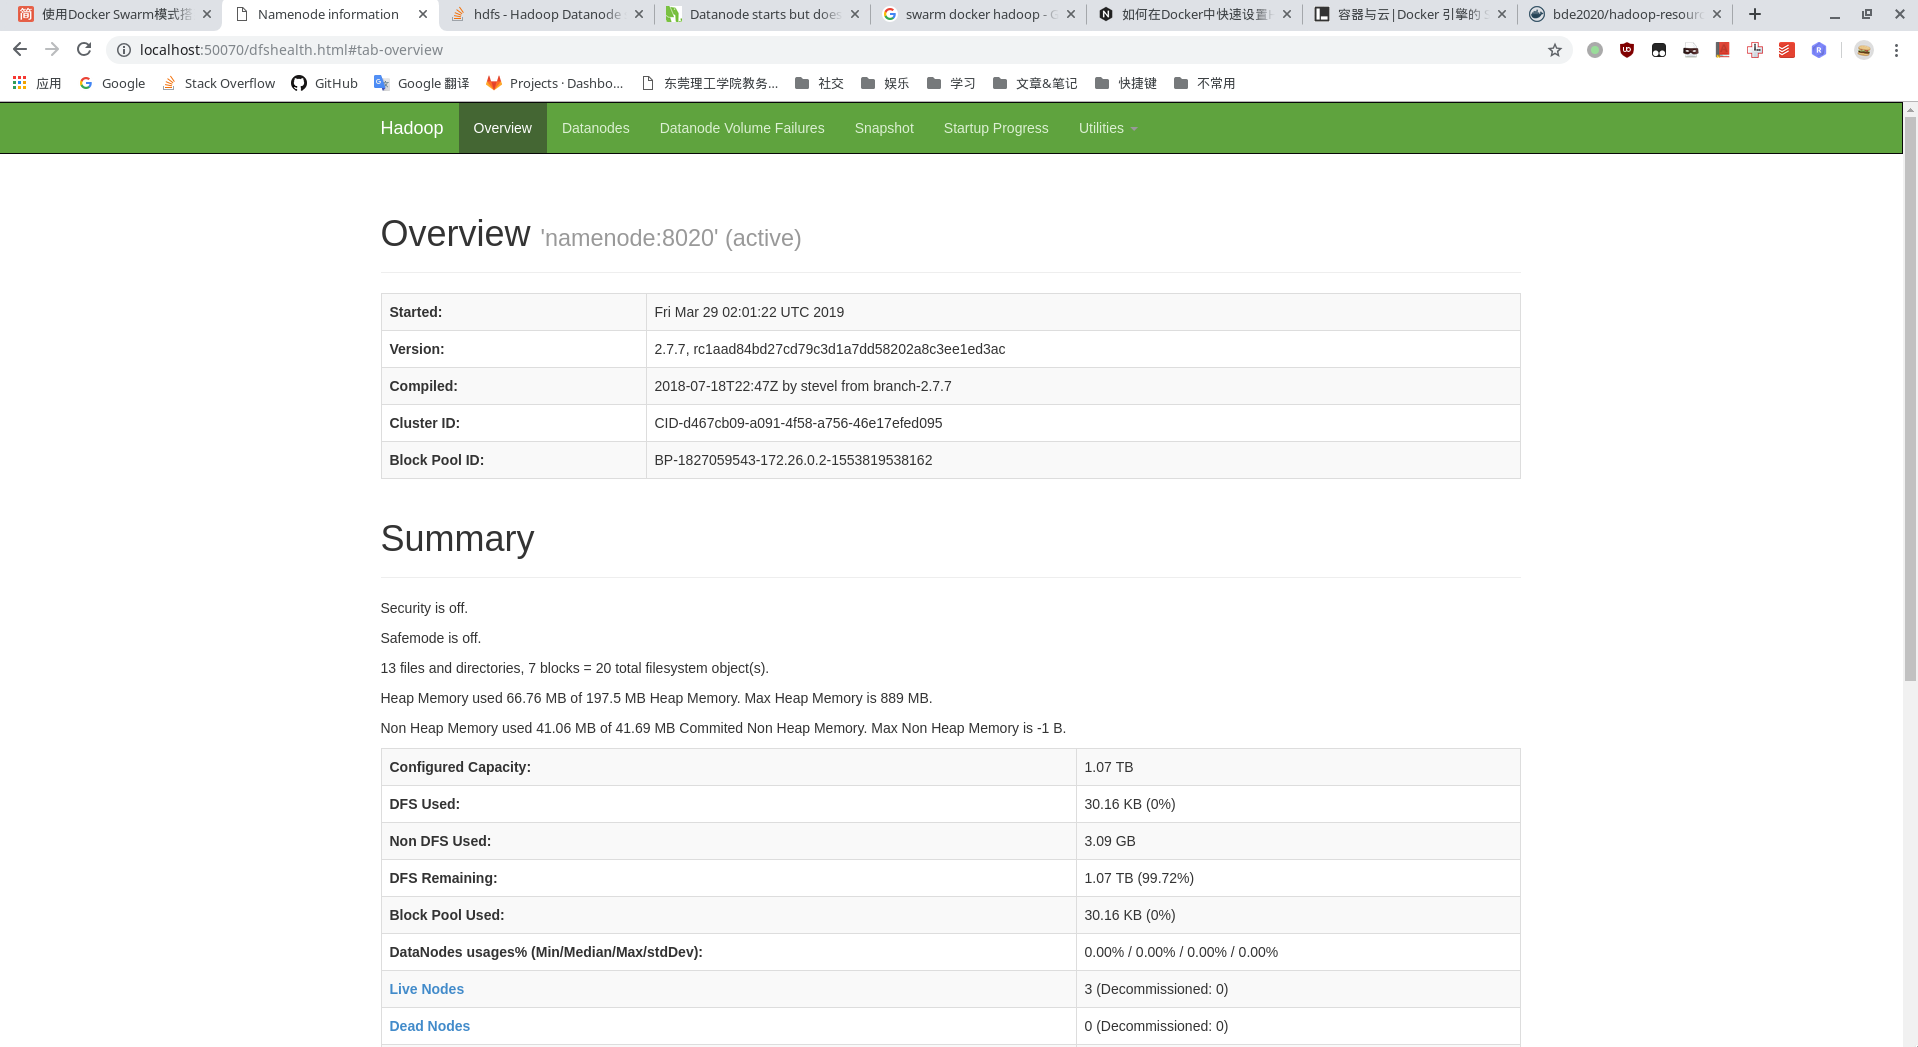 使用Docker Swarm模式搭 Namenode information hdfs - Hadoop Datanode Datanode starts but does swarm docker hadoop - G 如何在Docker中快速设置 容器与云|Docker 引擎的 S bde2020/hadoop-resour
localhost:50070/dfshealth.html#tab-overview
应用 Google Stack Overflow GitHub Google 翻译 Projects · Dashbo... 东莞理工学院教务... 社交 娱乐 学习 文章&笔记 快捷键 不常用
Hadoop Overview Datanodes Datanode Volume Failures Snapshot Startup Progress Utilities
Overview 'namenode:8020' (active)
Started: Fri Mar 29 02:01:22 UTC 2019
Version: 2.7.7, rc1aad84bd27cd79c3d1a7dd58202a8c3ee1ed3ac
Compiled: 2018-07-18T22:47Z by stevel from branch-2.7.7
Cluster ID: CID-d467cb09-a091-4f58-a756-46e17efed095
Block Pool ID: BP-1827059543-172.26.0.2-1553819538162
Summary
Security is off.
Safemode is off.
13 files and directories, 7 blocks = 20 total filesystem object(s).
Heap Memory used 66.76 MB of 197.5 MB Heap Memory. Max Heap Memory is 889 MB.
Non Heap Memory used 41.06 MB of 41.69 MB Commited Non Heap Memory. Max Non Heap Memory is -1 B.
Configured Capacity: 1.07 TB
DFS Used: 30.16 KB (0%)
Non DFS Used: 3.09 GB
DFS Remaining: 1.07 TB (99.72%)
Block Pool Used: 30.16 KB (0%)
DataNodes usages% (Min/Median/Max/stdDev): 0.00% / 0.00% / 0.00% / 0.00%
Live Nodes 3 (Decommissioned: 0)
Dead Nodes 0 (Decommissioned: 0)